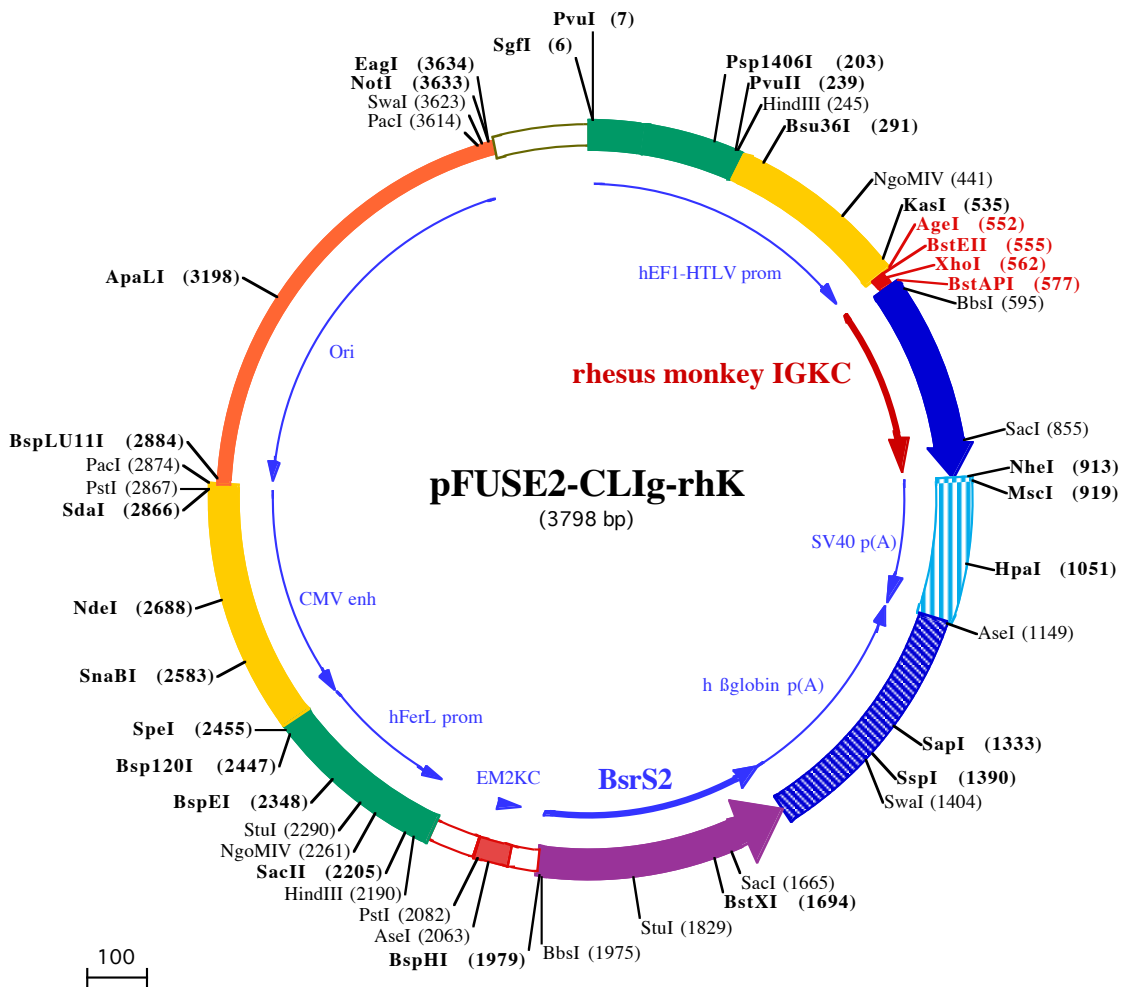 PvuI (7)
SgfI (6)
EagI (3634)
NotI (3633)
SwaI (3623)
PacI (3614)
Psp1406I (203)
PvuII (239)
HindIII (245)
Bsu36I (291)
NgoMIV (441)
KasI (535)
AgeI (552)
BstEII (555)
XhoI (562)
BstAPI (577)
BbsI (595)
hEF1-HTLV prom
ApaLI (3198)
Ori
rhesus monkey IGKC
SacI (855)
BspLU11I (2884)
PacI (2874)
PstI (2867)
SdaI (2866)
pFUSE2-CLIg-rhK
(3798 bp)
NheI (913)
MscI (919)
SV40 p(A)
HpaI (1051)
NdeI (2688)
CMV enh
AseI (1149)
SnaBI (2583)
h ßglobin p(A)
hFerL prom
SpeI (2455)
Bsp120I (2447)
SapI (1333)
EM2KC
BsrS2
SspI (1390)
SwaI (1404)
BspEI (2348)
StuI (2290)
NgoMIV (2261)
SacII (2205)
HindIII (2190)
PstI (2082)
AseI (2063)
BspHI (1979)
BbsI (1975)
StuI (1829)
SacI (1665)
BstXI (1694)
100